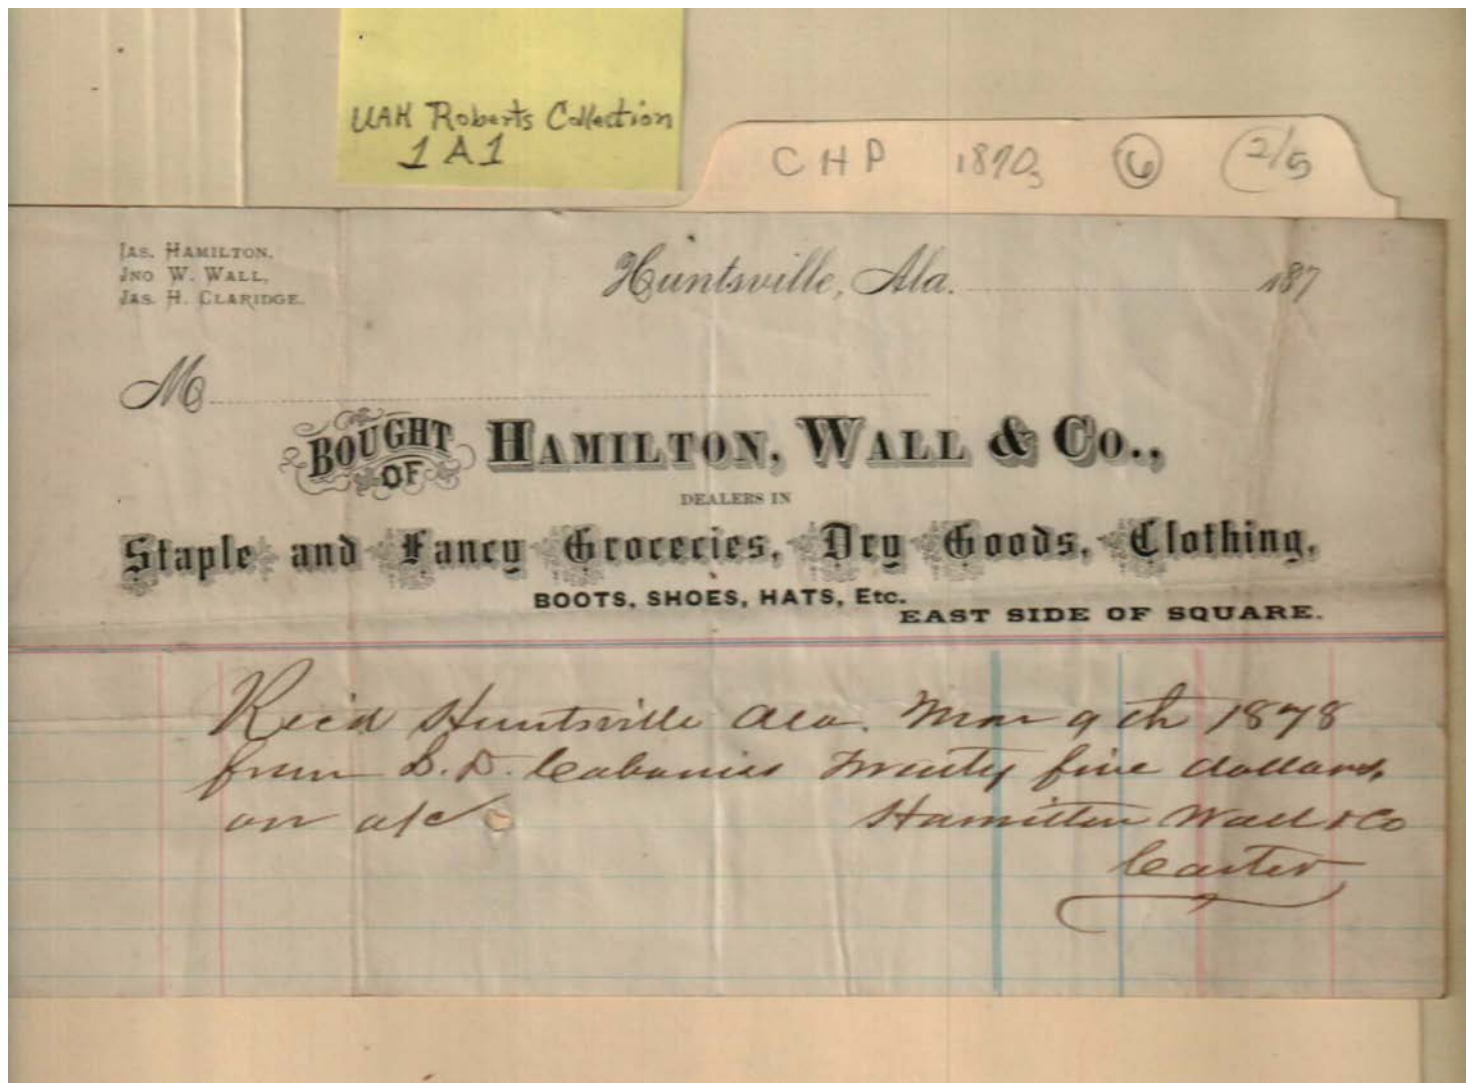 UAH Roberts Collection
1A1
CHP 1870s 6 2/5
JAS. HAMILTON,
JNO W. WALL,
JAS. H. CLARIDGE.
Huntsville, Ala. 187
M
BOUGHT OF HAMILTON, WALL & CO.,
DEALERS IN
Staple and Fancy Groceries, Dry Goods, Clothing,
BOOTS, SHOES, HATS, Etc.
EAST SIDE OF SQUARE.
Rec'd Huntsville Ala. Mar 9th 1878
from S. D. Cabaniss Twenty five dollars,
on a/c Hamilton Wall & Co
Carter